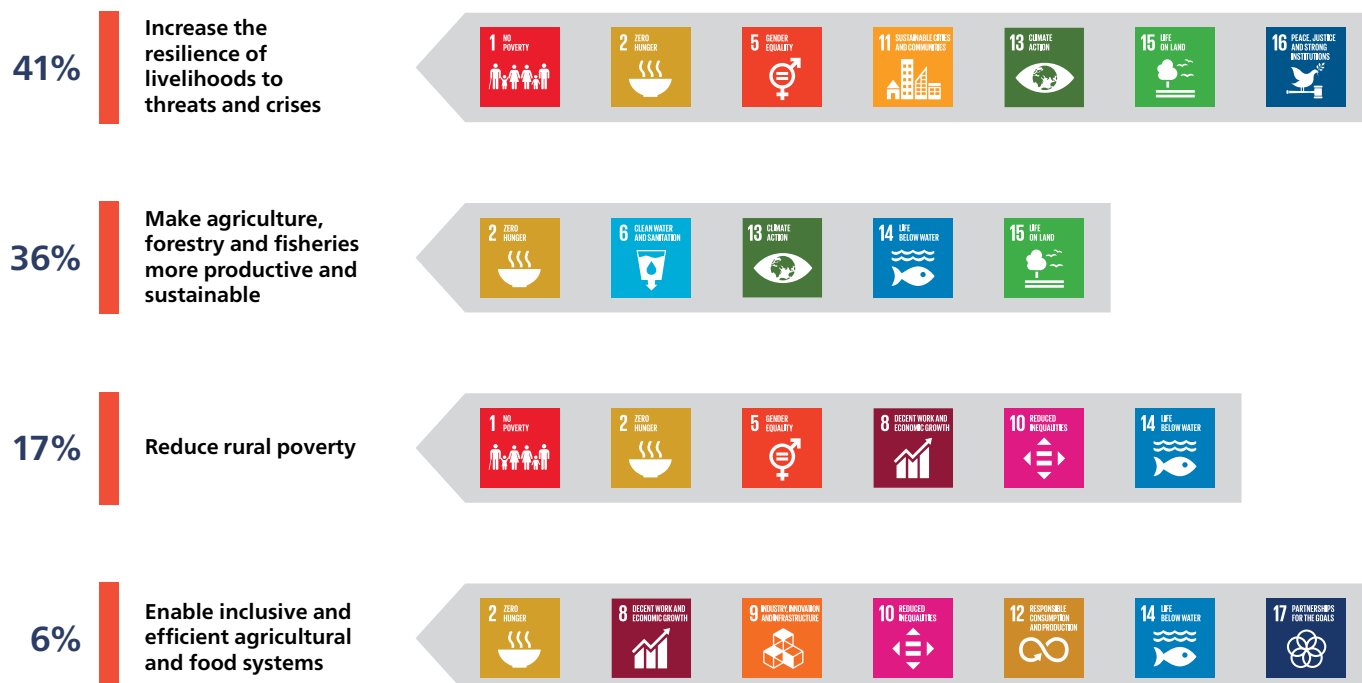 41%
Increase the
resilience of
livelihoods to
threats and crises
1 NO
POVERTY
2 ZERO
HUNGER
5 GENDER
EQUALITY
11 SUSTAINABLE CITIES
AND COMMUNITIES
13 CLIMATE
ACTION
15 LIFE
ON LAND
16 PEACE, JUSTICE
AND STRONG
INSTITUTIONS
36%
Make agriculture,
forestry and fisheries
more productive and
sustainable
2 ZERO
HUNGER
6 CLEAN WATER
AND SANITATION
13 CLIMATE
ACTION
14 LIFE
BELOW WATER
15 LIFE
ON LAND
17%
Reduce rural poverty
1 NO
POVERTY
2 ZERO
HUNGER
5 GENDER
EQUALITY
8 DECENT WORK AND
ECONOMIC GROWTH
10 REDUCED
INEQUALITIES
14 LIFE
BELOW WATER
6%
Enable inclusive and
efficient agricultural
and food systems
2 ZERO
HUNGER
8 DECENT WORK AND
ECONOMIC GROWTH
9 INDUSTRY, INNOVATION
AND INFRASTRUCTURE
10 REDUCED
INEQUALITIES
12 RESPONSIBLE
CONSUMPTION
AND PRODUCTION
14 LIFE
BELOW WATER
17 PARTNERSHIPS
FOR THE GOALS